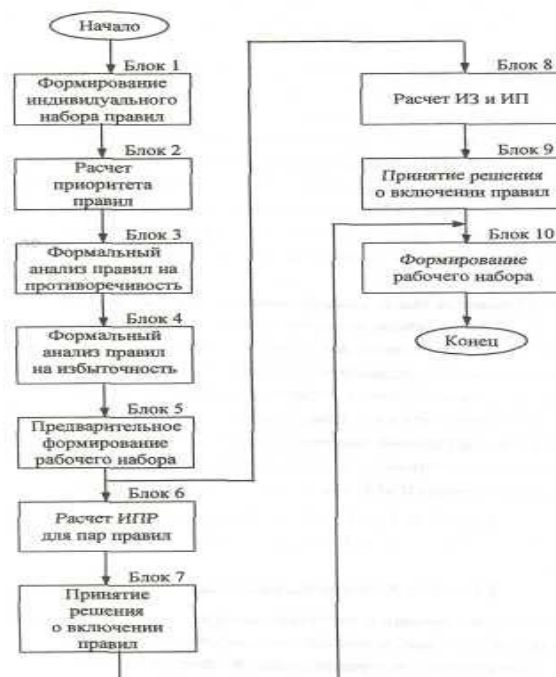 Начало
Блок 1
Формирование
индивидуального
набора правил
Блок 2
Расчет
приоритета
правил
Блок 3
Формальный
анализ правил на
противоречивость
Блок 4
Формальный
анализ правил
на избыточность
Блок 5
Предварительное
формирование
рабочего набора
Блок 6
Расчет ИПР
для пар правил
Блок 7
Принятие
решения
о включении
правил
Блок 8
Расчет ИЗ и ИП
Блок 9
Принятие решения
о включении правил
Блок 10
Формирование
рабочего набора
Конец